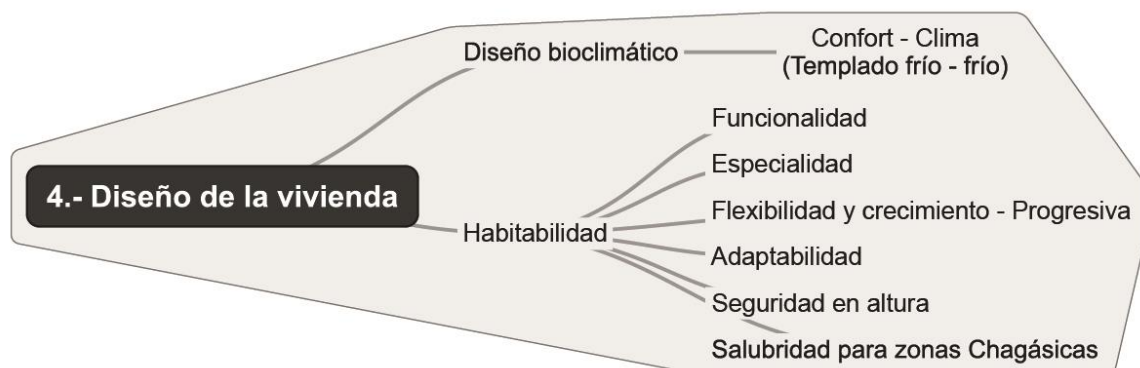 Diseño bioclimático
Confort - Clima
(Templado frío - frío)
4.- Diseño de la vivienda
Habitabilidad
Funcionalidad
Especialidad
Flexibilidad y crecimiento - Progresiva
Adaptabilidad
Seguridad en altura
Salubridad para zonas Chagásicas